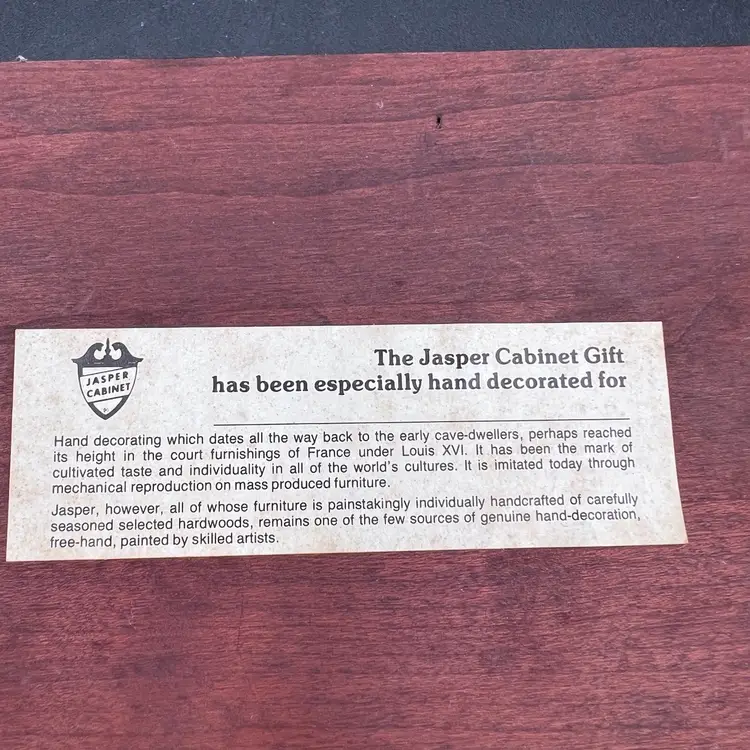 JASPER
CABINET
The Jasper Cabinet Gift
has been especially hand decorated for
Hand decorating which dates all the way back to the early cave-dwellers, perhaps reached
its height in the court furnishings of France under Louis XVI. It has been the mark of
cultivated taste and individuality in all of the world's cultures. It is imitated today through
mechanical reproduction on mass produced furniture.
Jasper, however, all of whose furniture is painstakingly individually handcrafted of carefully
seasoned selected hardwoods, remains one of the few sources of genuine hand-decoration,
free-hand, painted by skilled artists.